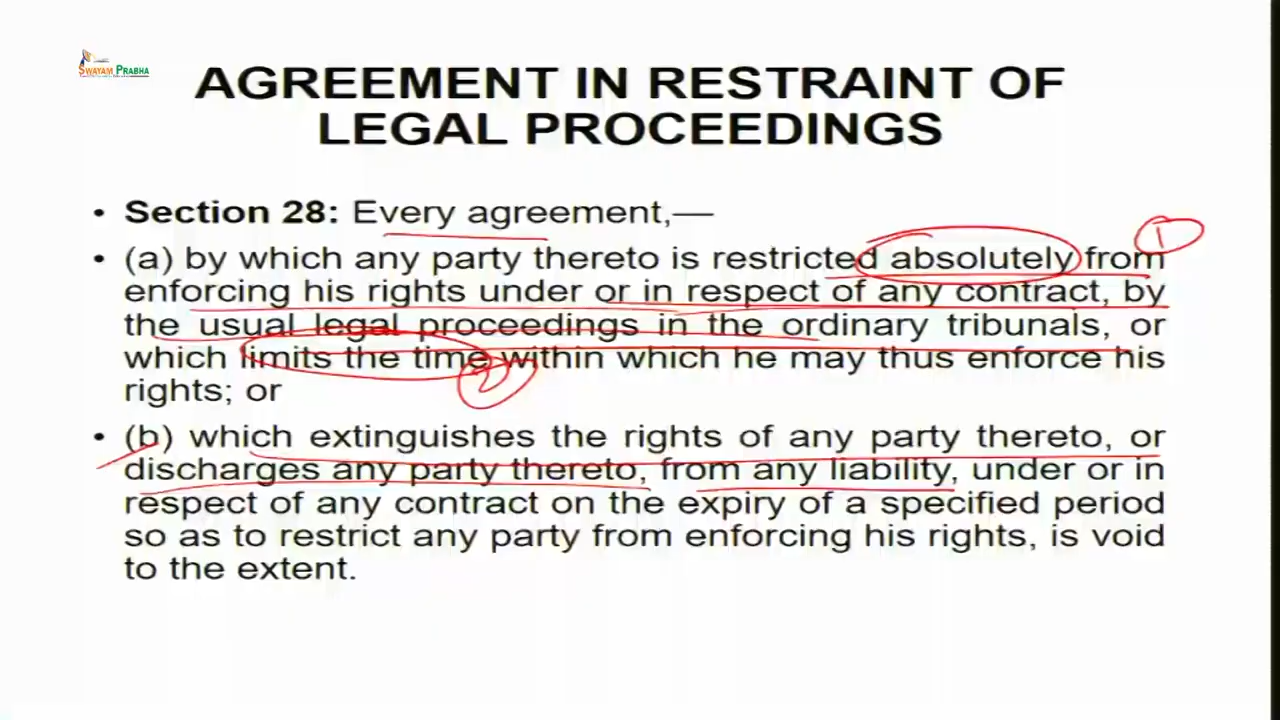 SWAYAM PRABHA
AGREEMENT IN RESTRAINT OF
LEGAL PROCEEDINGS
• Section 28: Every agreement,—
• (a) by which any party thereto is restricted absolutely from
enforcing his rights under or in respect of any contract, by
the usual legal proceedings in the ordinary tribunals, or
which limits the time within which he may thus enforce his
rights; or
• (b) which extinguishes the rights of any party thereto, or
discharges any party thereto, from any liability, under or in
respect of any contract on the expiry of a specified period
so as to restrict any party from enforcing his rights, is void
to the extent.
1
2